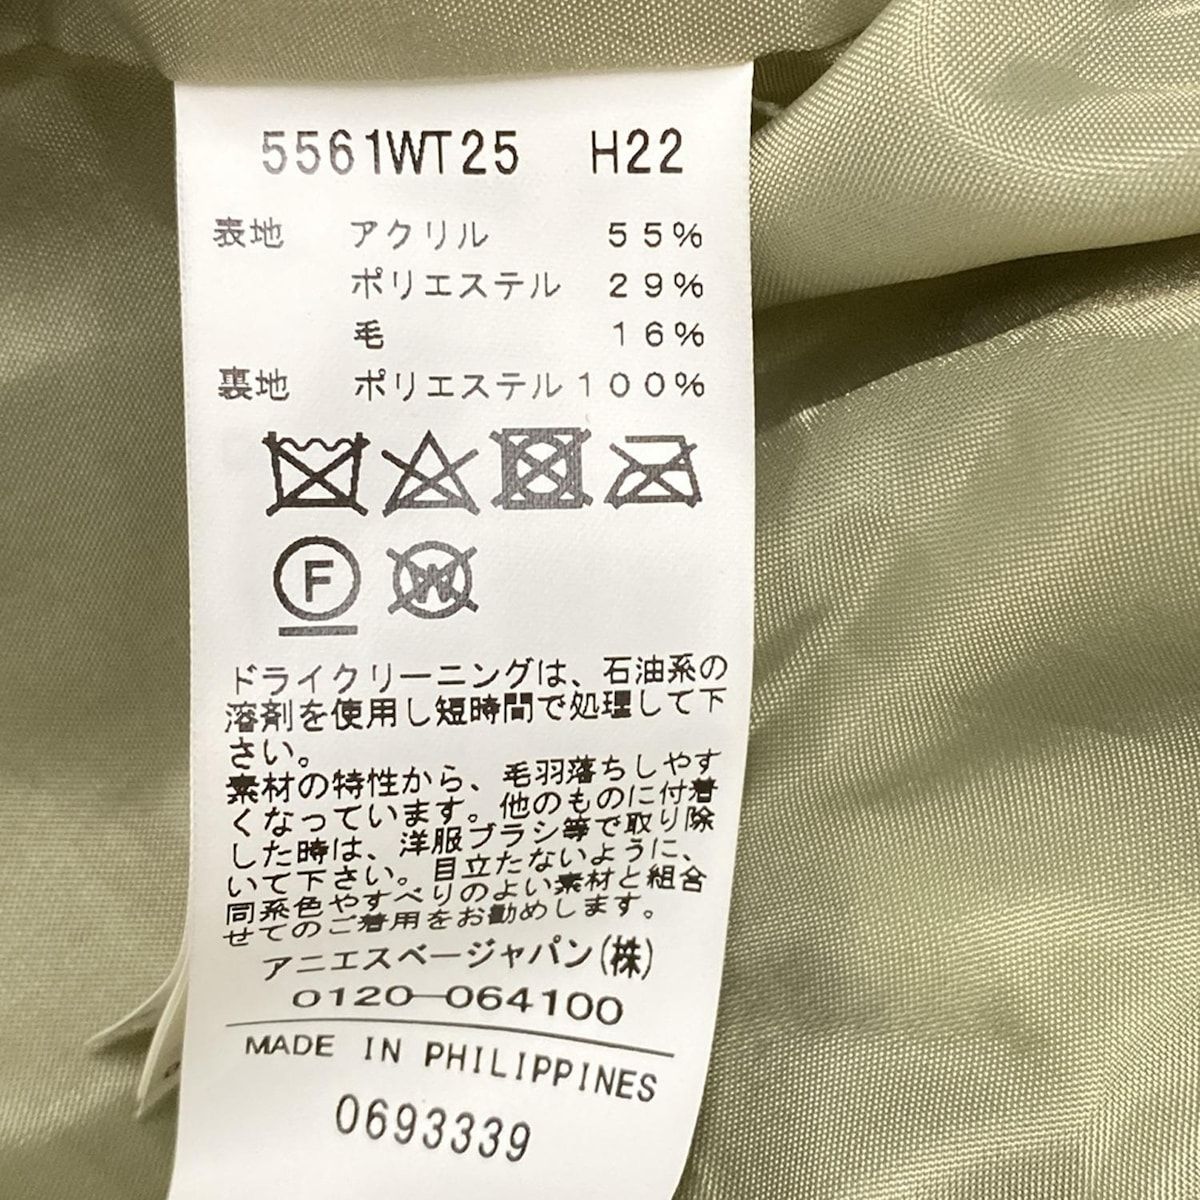 5561WT25 H22
表地 アクリル 55%
ポリエステル 29%
毛 16%
裏地 ポリエステル 100%
F W
ドライクリーニングは、石油系の
溶剤を使用し短時間で処理して下
さい。
素材の特性から、毛羽落ちしやす
くなっています。他のものに付着
した時は、洋服ブラシ等で取り除
いて下さい。目立たないように、
同系色やすべりのよい素材と組合
せてのご着用をお勧めします。
アニエスベージャパン(株)
0120-064100
MADE IN PHILIPPINES
0693339